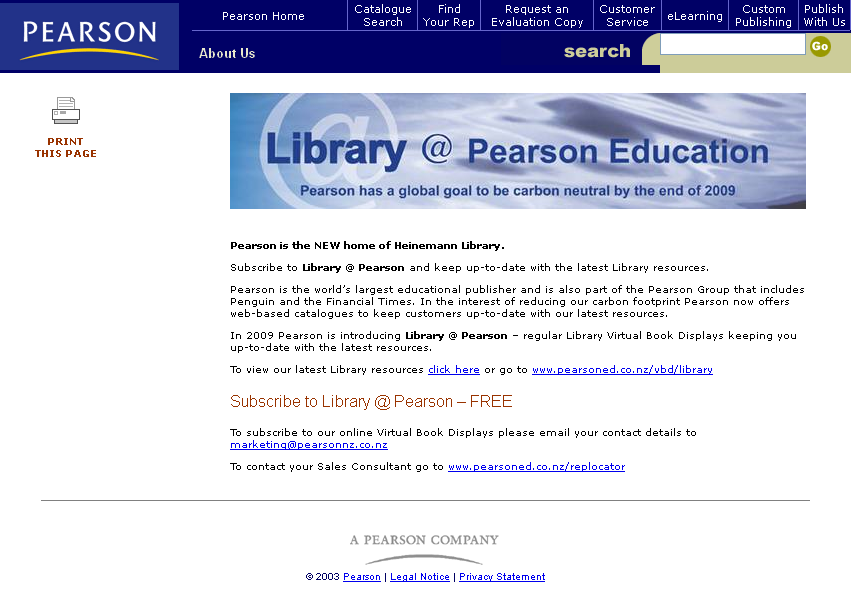 PEARSON
Pearson Home
Catalogue
Search
Find
Your Rep
Request an
Evaluation Copy
Customer
Service
eLearning
Custom
Publishing
Publish
With Us
About Us
search
Go
PRINT
THIS PAGE
@
Library @ Pearson Education
Pearson has a global goal to be carbon neutral by the end of 2009
Pearson is the NEW home of Heinemann Library.
Subscribe to Library @ Pearson and keep up-to-date with the latest Library resources.
Pearson is the world's largest educational publisher and is also part of the Pearson Group that includes
Penguin and the Financial Times. In the interest of reducing our carbon footprint Pearson now offers
web-based catalogues to keep customers up-to-date with our latest resources.
In 2009 Pearson is introducing Library @ Pearson – regular Library Virtual Book Displays keeping you
up-to-date with the latest resources.
To view our latest Library resources click here or go to www.pearsoned.co.nz/vbd/library
Subscribe to Library @ Pearson – FREE
To subscribe to our online Virtual Book Displays please email your contact details to
marketing@pearsonnz.co.nz
To contact your Sales Consultant go to www.pearsoned.co.nz/replocator
A PEARSON COMPANY
© 2003 Pearson | Legal Notice | Privacy Statement